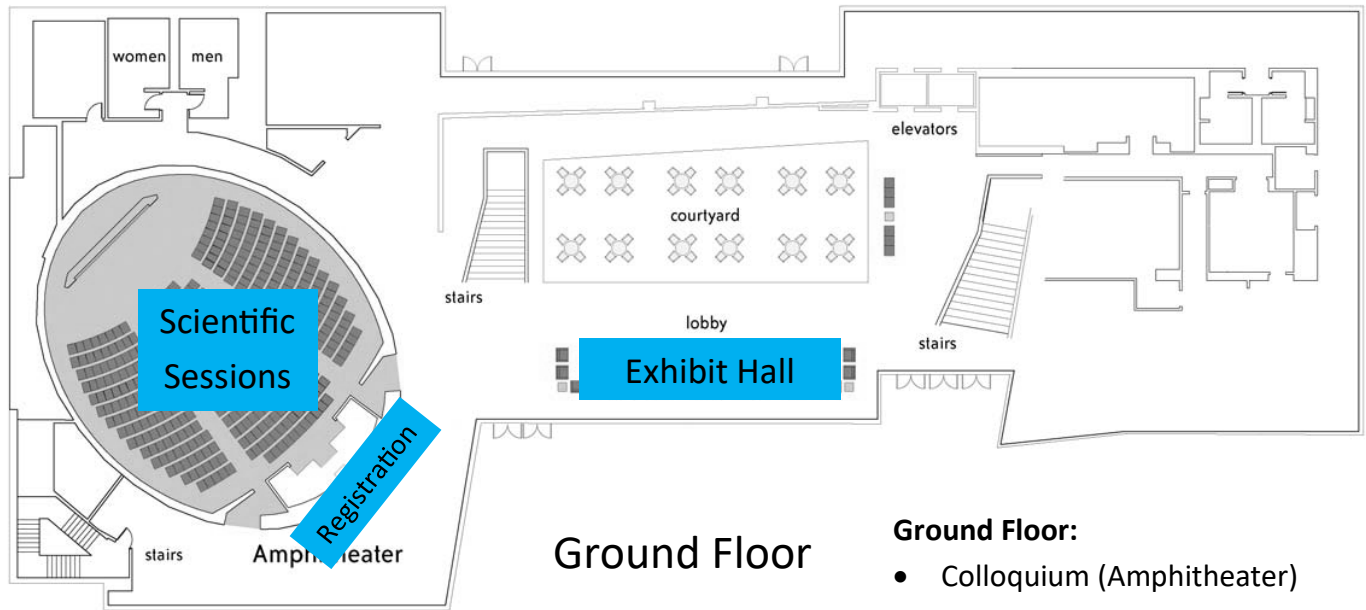 women
men
elevators
courtyard
stairs
lobby
stairs
Scientific
Sessions
Exhibit Hall
Registration
stairs
Ground Floor
Ground Floor:
• Colloquium (Amphitheater)